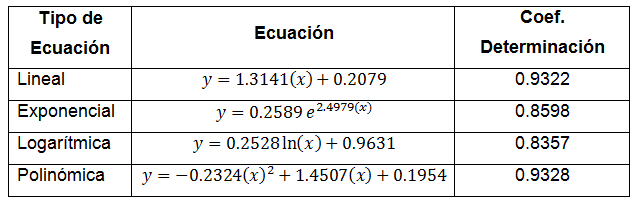 Tipo de Ecuación Ecuación Coef. Determinación
Lineal y = 1.3141(x) + 0.2079 0.9322
Exponencial y = 0.2589 e^2.4979(x) 0.8598
Logarítmica y = 0.2528 ln(x) + 0.9631 0.8357
Polinómica y = −0.2324(x)² + 1.4507(x) + 0.1954 0.9328